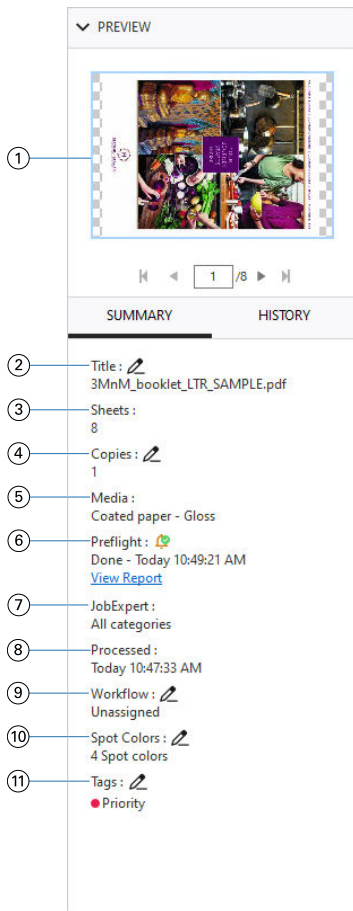 PREVIEW
1
1 /8
SUMMARY HISTORY
2 Title :
3MnM_booklet_LTR_SAMPLE.pdf
3 Sheets :
8
4 Copies :
1
5 Media :
Coated paper - Gloss
6 Preflight :
Done - Today 10:49:21 AM
View Report
7 JobExpert :
All categories
8 Processed :
Today 10:47:33 AM
9 Workflow :
Unassigned
10 Spot Colors :
4 Spot colors
11 Tags :
Priority